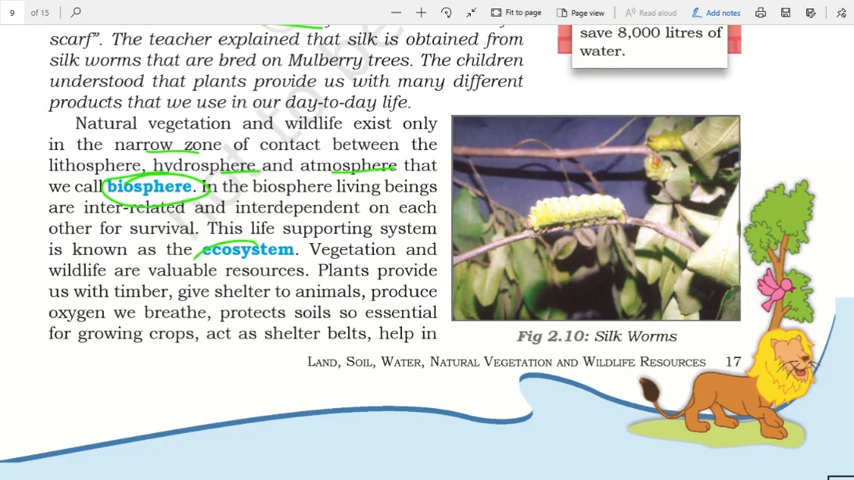 9 of 15
Fit to page
Page view
Read aloud
Add notes
scarf". The teacher explained that silk is obtained from
silk worms that are bred on Mulberry trees. The children
understood that plants provide us with many different
products that we use in our day-to-day life.
save 8,000 litres of
water.
Natural vegetation and wildlife exist only
in the narrow zone of contact between the
lithosphere, hydrosphere and atmosphere that
we call biosphere. In the biosphere living beings
are inter-related and interdependent on each
other for survival. This life supporting system
is known as the ecosystem. Vegetation and
wildlife are valuable resources. Plants provide
us with timber, give shelter to animals, produce
oxygen we breathe, protects soils so essential
for growing crops, act as shelter belts, help in
Fig 2.10: Silk Worms
LAND, SOIL, WATER, NATURAL VEGETATION AND WILDLIFE RESOURCES 17